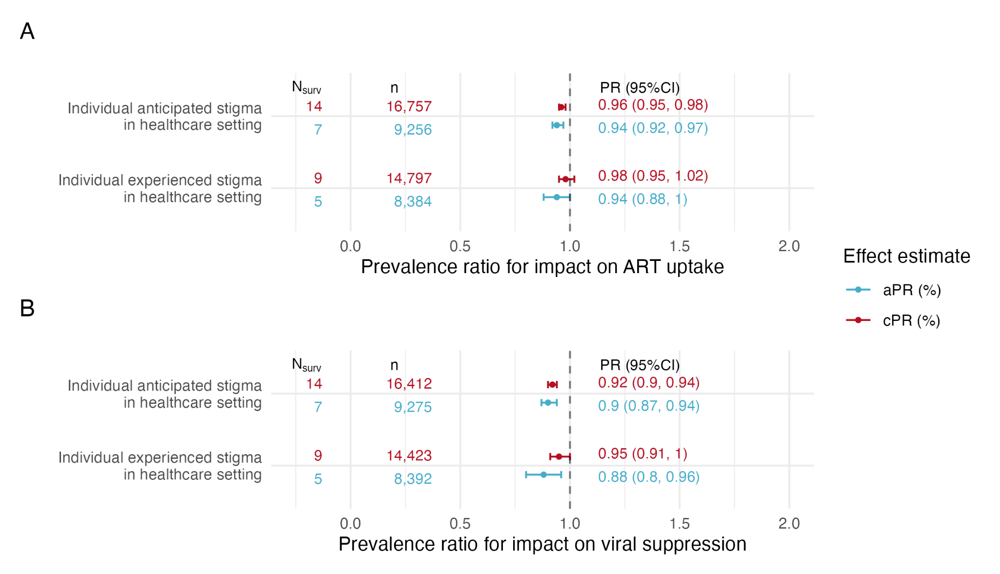 A
N_surv n PR (95%CI)
Individual anticipated stigma 14 16,757 0.96 (0.95, 0.98)
in healthcare setting 7 9,256 0.94 (0.92, 0.97)
Individual experienced stigma 9 14,797 0.98 (0.95, 1.02)
in healthcare setting 5 8,384 0.94 (0.88, 1)
0.0 0.5 1.0 1.5 2.0
Prevalence ratio for impact on ART uptake
Effect estimate
aPR (%)
cPR (%)
B
N_surv n PR (95%CI)
Individual anticipated stigma 14 16,412 0.92 (0.9, 0.94)
in healthcare setting 7 9,275 0.9 (0.87, 0.94)
Individual experienced stigma 9 14,423 0.95 (0.91, 1)
in healthcare setting 5 8,392 0.88 (0.8, 0.96)
0.0 0.5 1.0 1.5 2.0
Prevalence ratio for impact on viral suppression